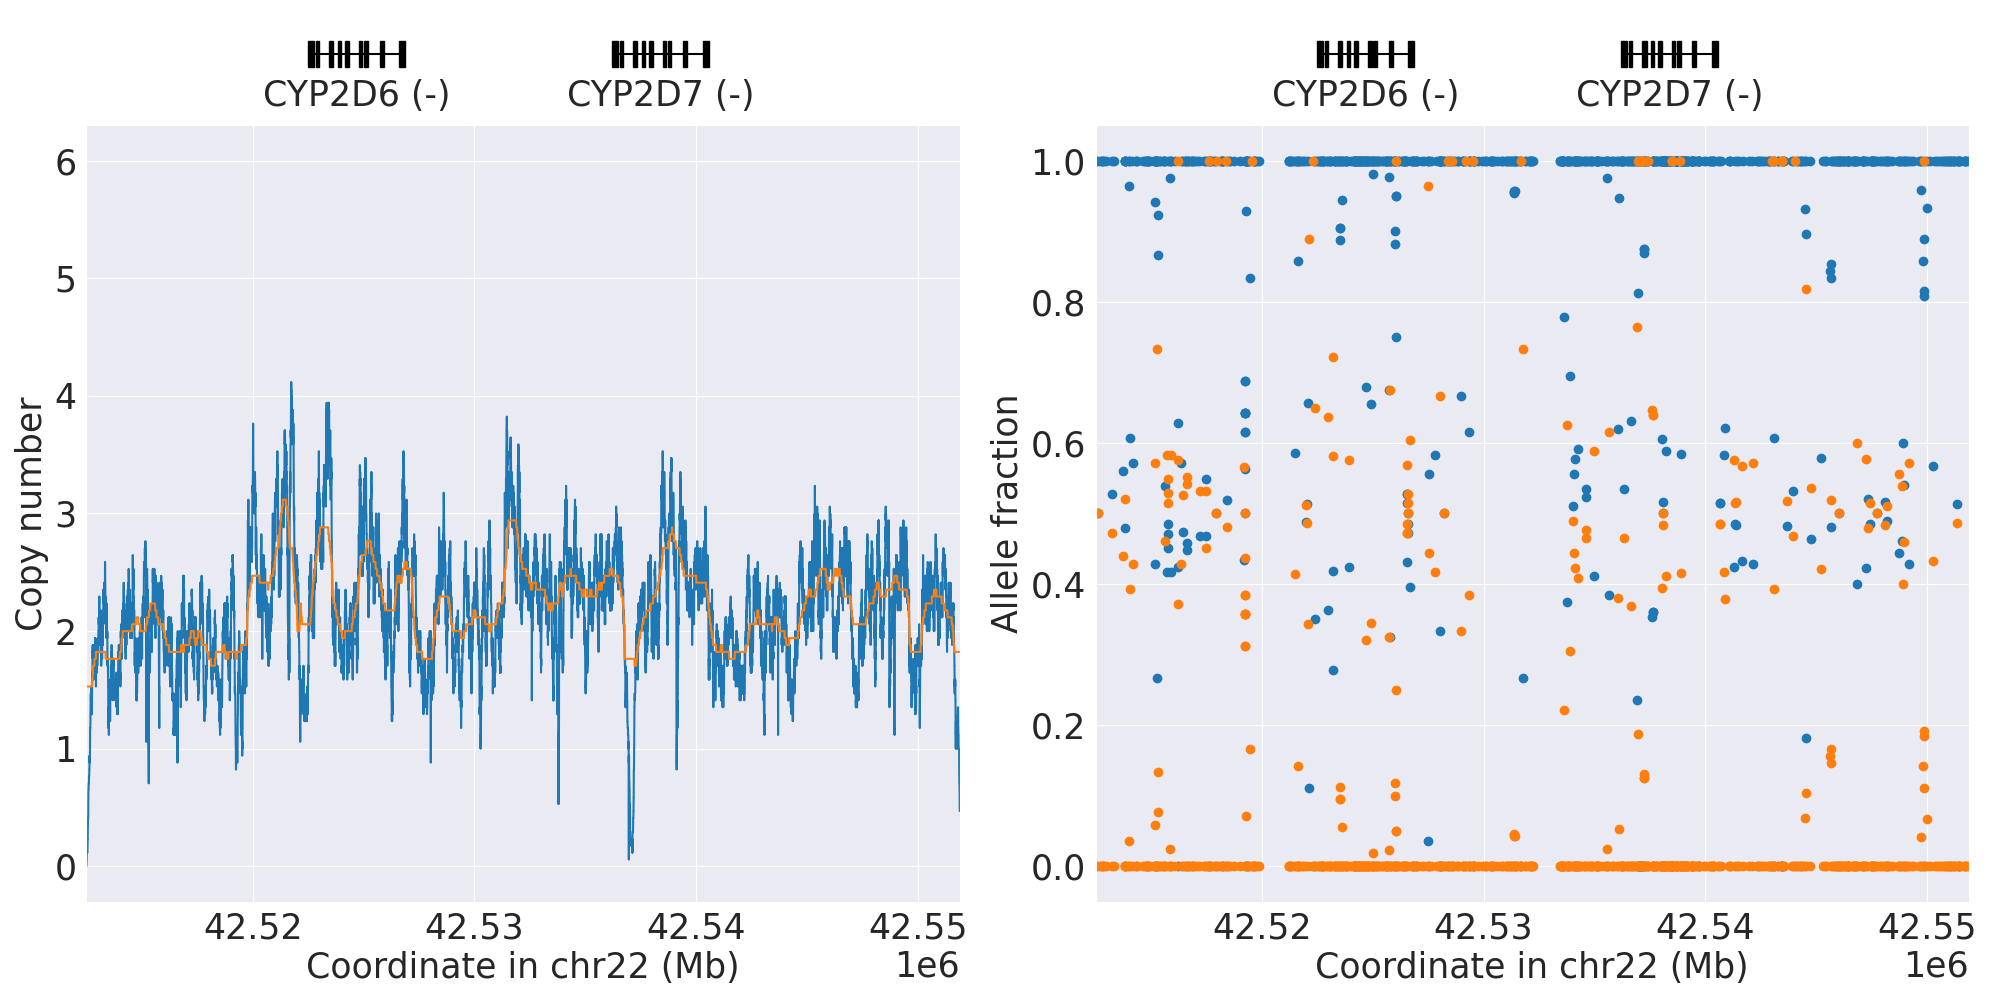 CYP2D6 (-) CYP2D7 (-)
6
5
4
3
2
1
0
Copy number
42.52 42.53 42.54 42.55
Coordinate in chr22 (Mb)
1e6
CYP2D6 (-) CYP2D7 (-)
1.0
0.8
0.6
0.4
0.2
0.0
Allele fraction
42.52 42.53 42.54 42.55
Coordinate in chr22 (Mb)
1e6